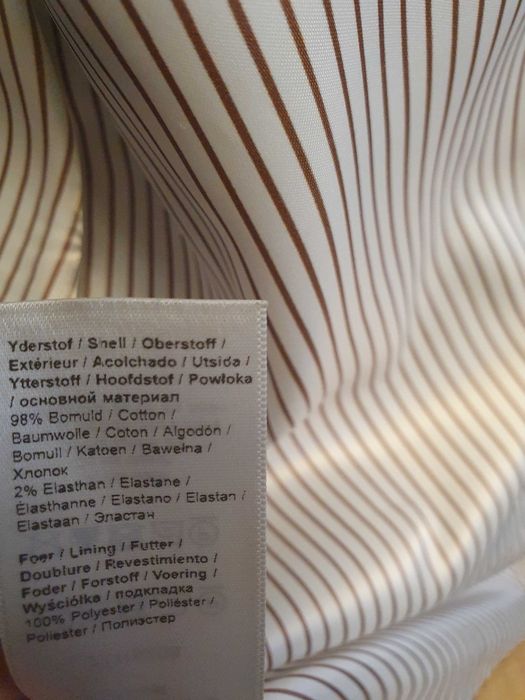 Yderstof / Shell / Oberstoff /
Extérieur / Acolchado / Utsida /
Ytterstoff / Hoofdstof / Powłoka
/ основной материал
98% Bomuld / Cotton /
Baumwolle / Coton / Algodón /
Bomull / Katoen / Bawełna /
Хлопок
2% Elasthan / Elastane /
Élasthanne / Elastano / Elastan /
Elastaan / Эластан
Foer / Lining / Futter /
Doublure / Revestimiento /
Foder / Forstoff / Voering /
Wyściółka / подкладка
100% Polyester / Poliéster /
Poliester / Полиэстер